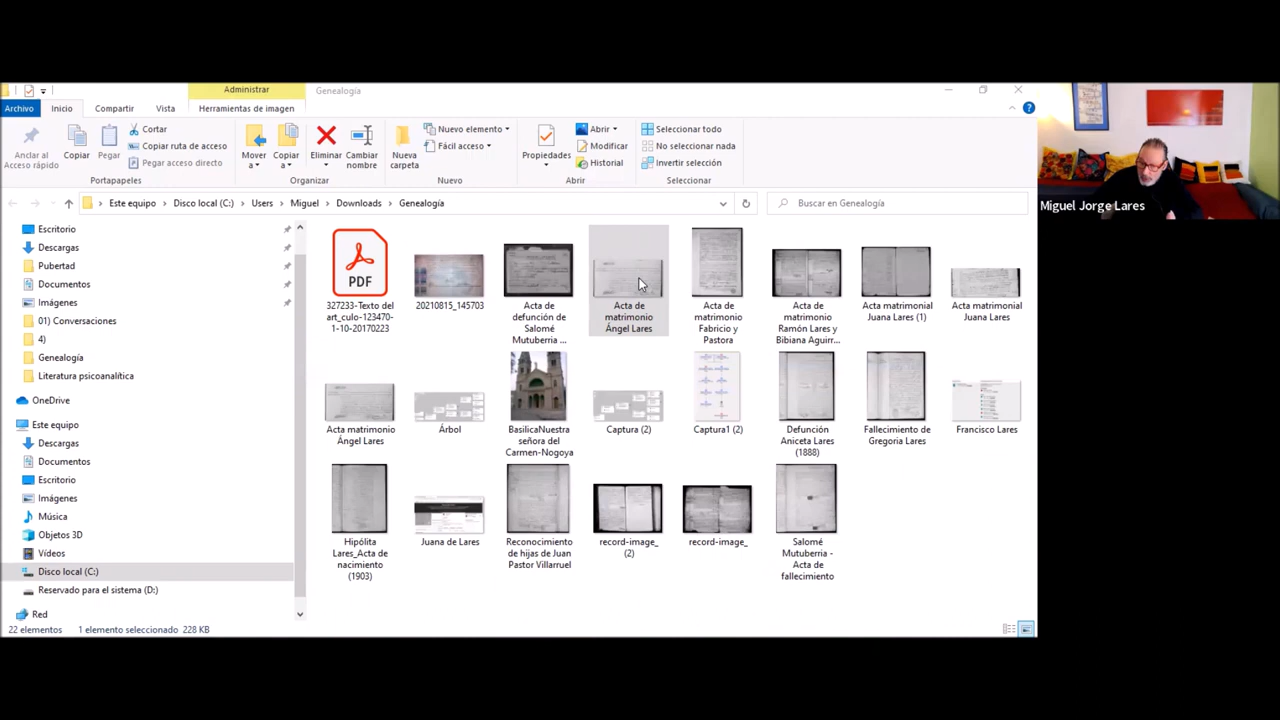 Administrar
Genealogía
Archivo
Inicio
Compartir
Vista
Herramientas de imagen
Anclar al
Acceso rápido
Copiar
Pegar
Cortar
Copiar ruta de acceso
Pegar acceso directo
Portapapeles
Mover
a
Copiar
a
Eliminar
Cambiar
nombre
Organizar
Nueva
carpeta
Nuevo elemento
Fácil acceso
Nuevo
Propiedades
Abrir
Modificar
Historial
Abrir
Seleccionar todo
No seleccionar nada
Invertir selección
Seleccionar
Este equipo
Disco local (C:)
Users
Miguel
Downloads
Genealogía
Buscar en Genealogía
Miguel Jorge Lares
Escritorio
Descargas
Pubertad
Documentos
Imágenes
01) Conversaciones
4)
Genealogía
Literatura psicoanalítica
OneDrive
Este equipo
Descargas
Documentos
Escritorio
Imágenes
Música
Objetos 3D
Vídeos
Disco local (C:)
Reservado para el sistema (D:)
Red
PDF
327233-Texto del
art_culo-123470-
1-10-20170223
20210815_145703
Acta de
defunción de
Salomé
Mutuberria ...
Acta de
matrimonio
Ángel Lares
Acta de
matrimonio
Fabricio y
Pastora
Acta de
matrimonio
Ramón Lares y
Bibiana Aguirr...
Acta matrimonial
Juana Lares (1)
Acta matrimonial
Juana Lares
Acta matrimonio
Ángel Lares
Árbol
BasilicaNuestra
señora del
Carmen-Nogoya
Captura (2)
Captura1 (2)
Defunción
Aniceta Lares
(1888)
Fallecimiento de
Gregoria Lares
Francisco Lares
Hipólita
Lares_Acta de
nacimiento
(1903)
Juana de Lares
Reconocimiento
de hijas de Juan
Pastor Villarruel
record-image_
(2)
record-image_
Salomé
Mutuberria -
Acta de
fallecimiento
22 elementos
1 elemento seleccionado 228 KB